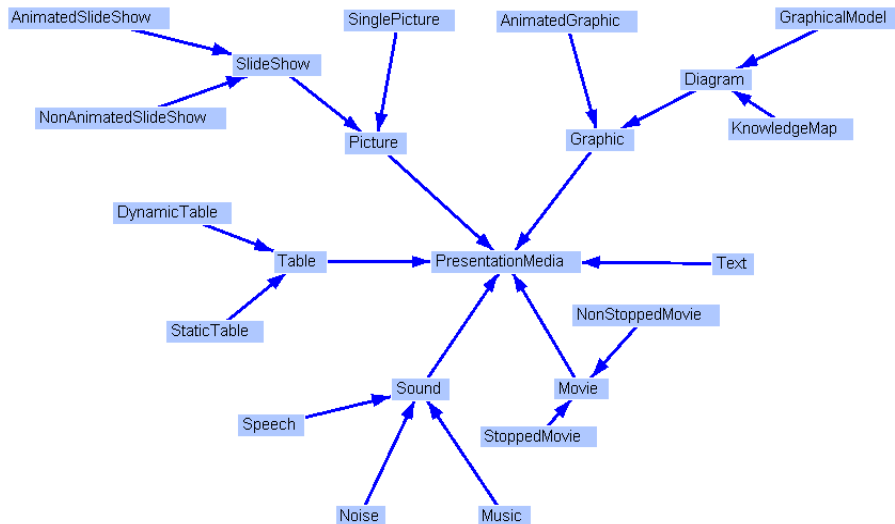 AnimatedSlideShow
SinglePicture
AnimatedGraphic
GraphicalModel
SlideShow
Diagram
NonAnimatedSlideShow
Picture
Graphic
KnowledgeMap
DynamicTable
Table
PresentationMedia
Text
StaticTable
NonStoppedMovie
Sound
Movie
Speech
StoppedMovie
Noise
Music